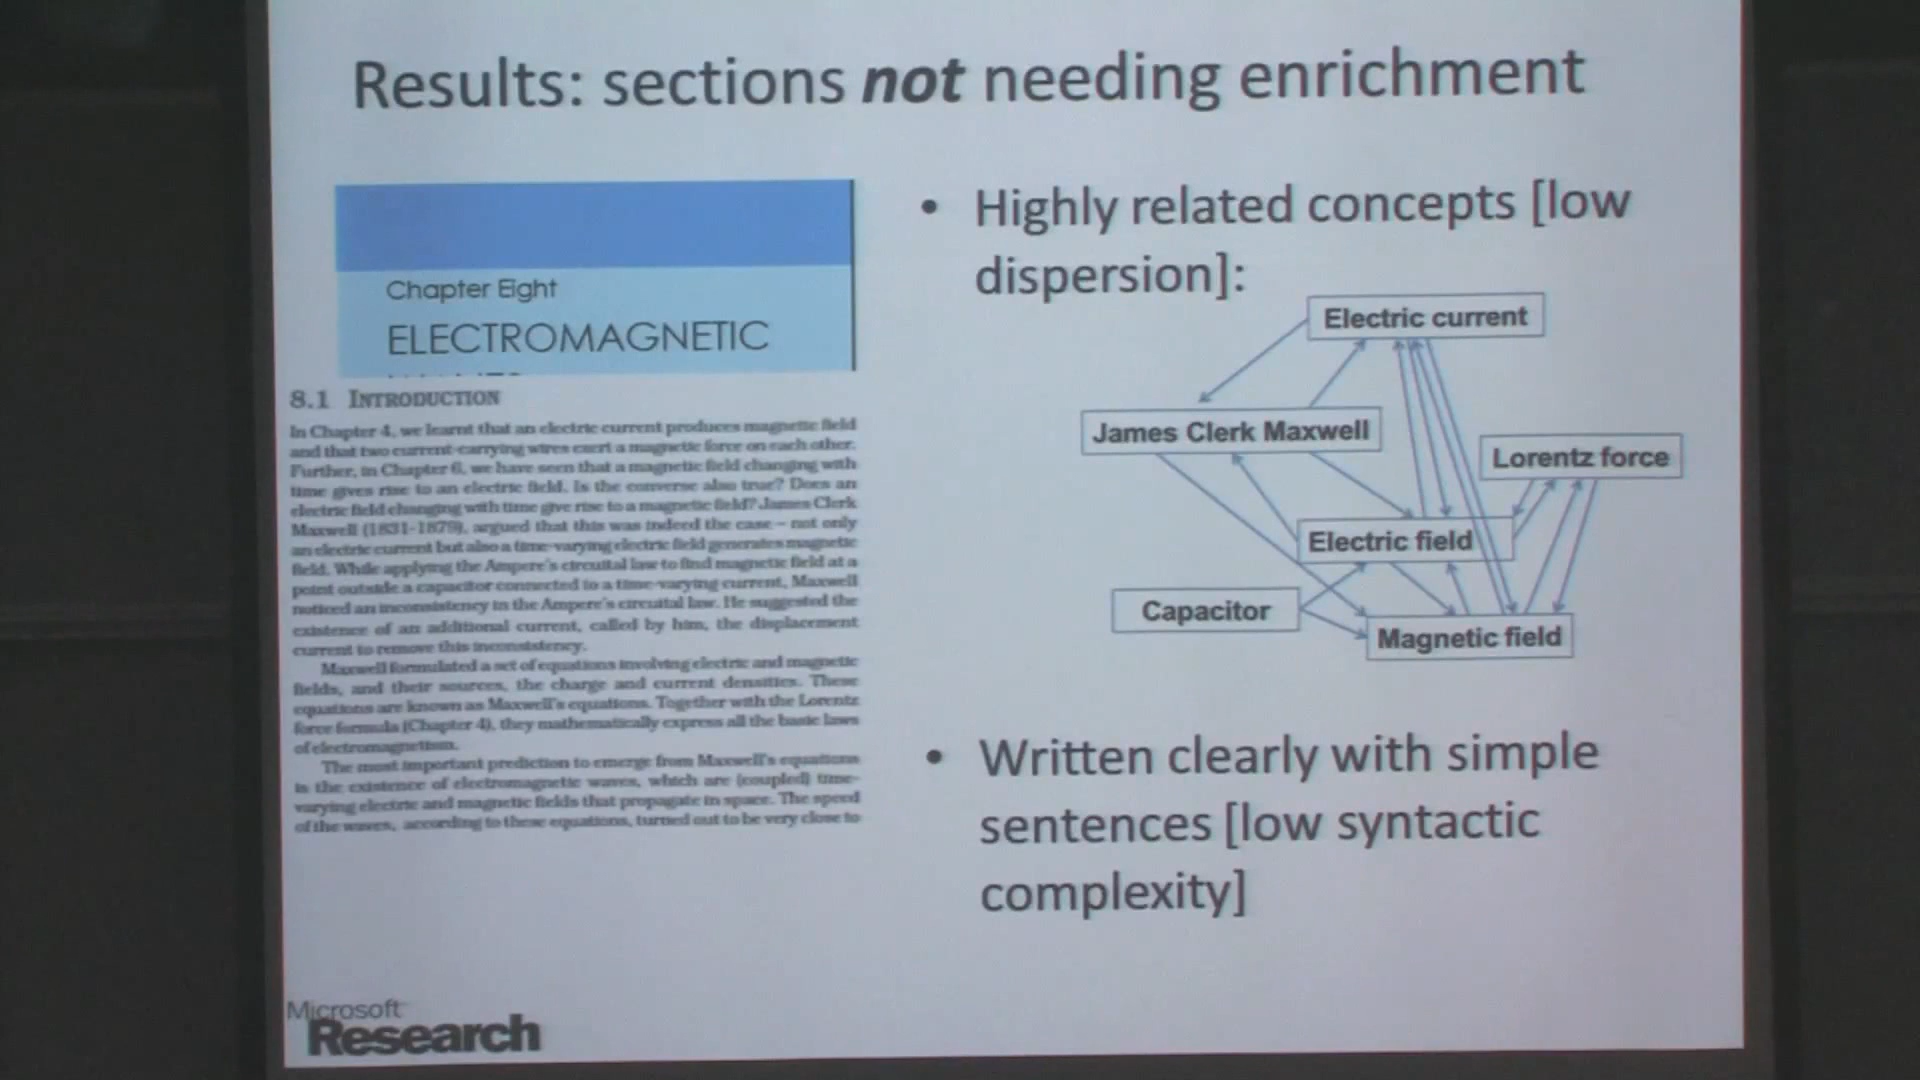 Results: sections not needing enrichment
Chapter Eight
ELECTROMAGNETIC
8.1 INTRODUCTION
In Chapter 4, we learnt that an electric current produces magnetic field
and that two current-carrying wires exert a magnetic force on each other.
Further, in Chapter 6, we have seen that a magnetic field changing with
time gives rise to an electric field. Is the converse also true? Does an
electric field changing with time give rise to a magnetic field? James Clerk
Maxwell (1831-1879), argued that this was indeed the case – not only
an electric current but also a time-varying electric field generates magnetic
field. While applying the Ampere's circuital law to find magnetic field at a
point outside a capacitor connected to a time-varying current, Maxwell
noticed an inconsistency in the Ampere's circuital law. He suggested the
existence of an additional current, called by him, the displacement
current to remove this inconsistency.
Maxwell formulated a set of equations involving electric and magnetic
fields, and their sources, the charge and current densities. These
equations are known as Maxwell's equations. Together with the Lorentz
force formula (Chapter 4), they mathematically express all the basic laws
of electromagnetism.
The most important prediction to emerge from Maxwell's equations
is the existence of electromagnetic waves, which are (coupled) time-
varying electric and magnetic fields that propagate in space. The speed
of the waves, according to these equations, turned out to be very close to
• Highly related concepts [low
dispersion]:
Electric current
James Clerk Maxwell
Lorentz force
Electric field
Capacitor
Magnetic field
• Written clearly with simple
sentences [low syntactic
complexity]
Microsoft
Research